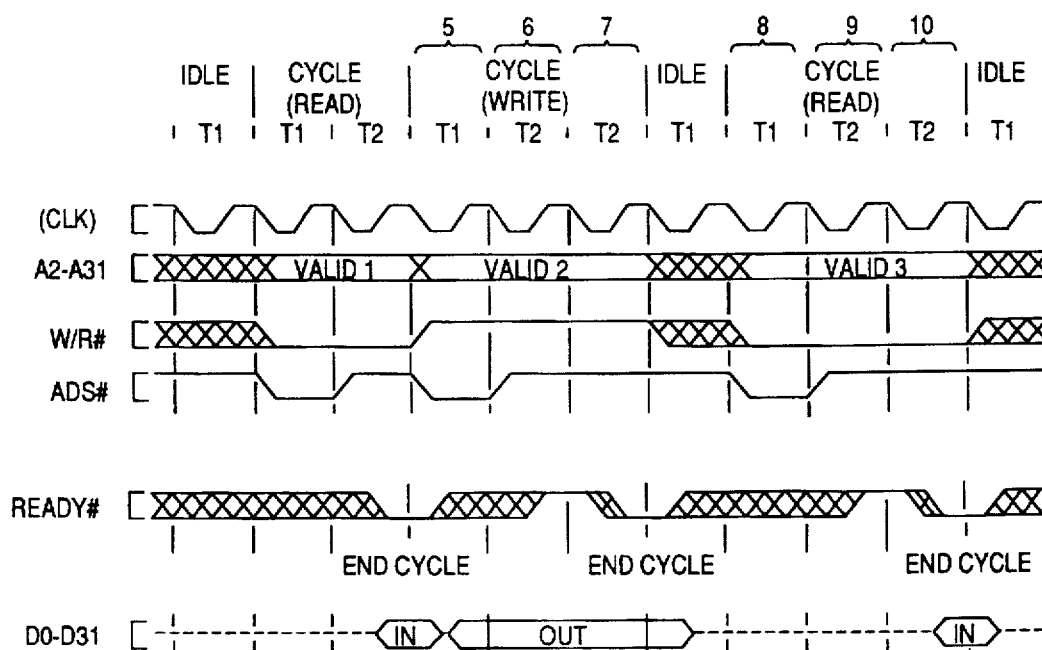 5 6 7 8 9 10
IDLE CYCLE (READ) CYCLE (WRITE) IDLE CYCLE (READ) IDLE
T1 T1 T2 T1 T2 T2 T1 T1 T2 T2 T1
(CLK)
A2-A31 VALID 1 VALID 2 VALID 3
W/R#
ADS#
READY#
END CYCLE END CYCLE END CYCLE
D0-D31 IN OUT IN